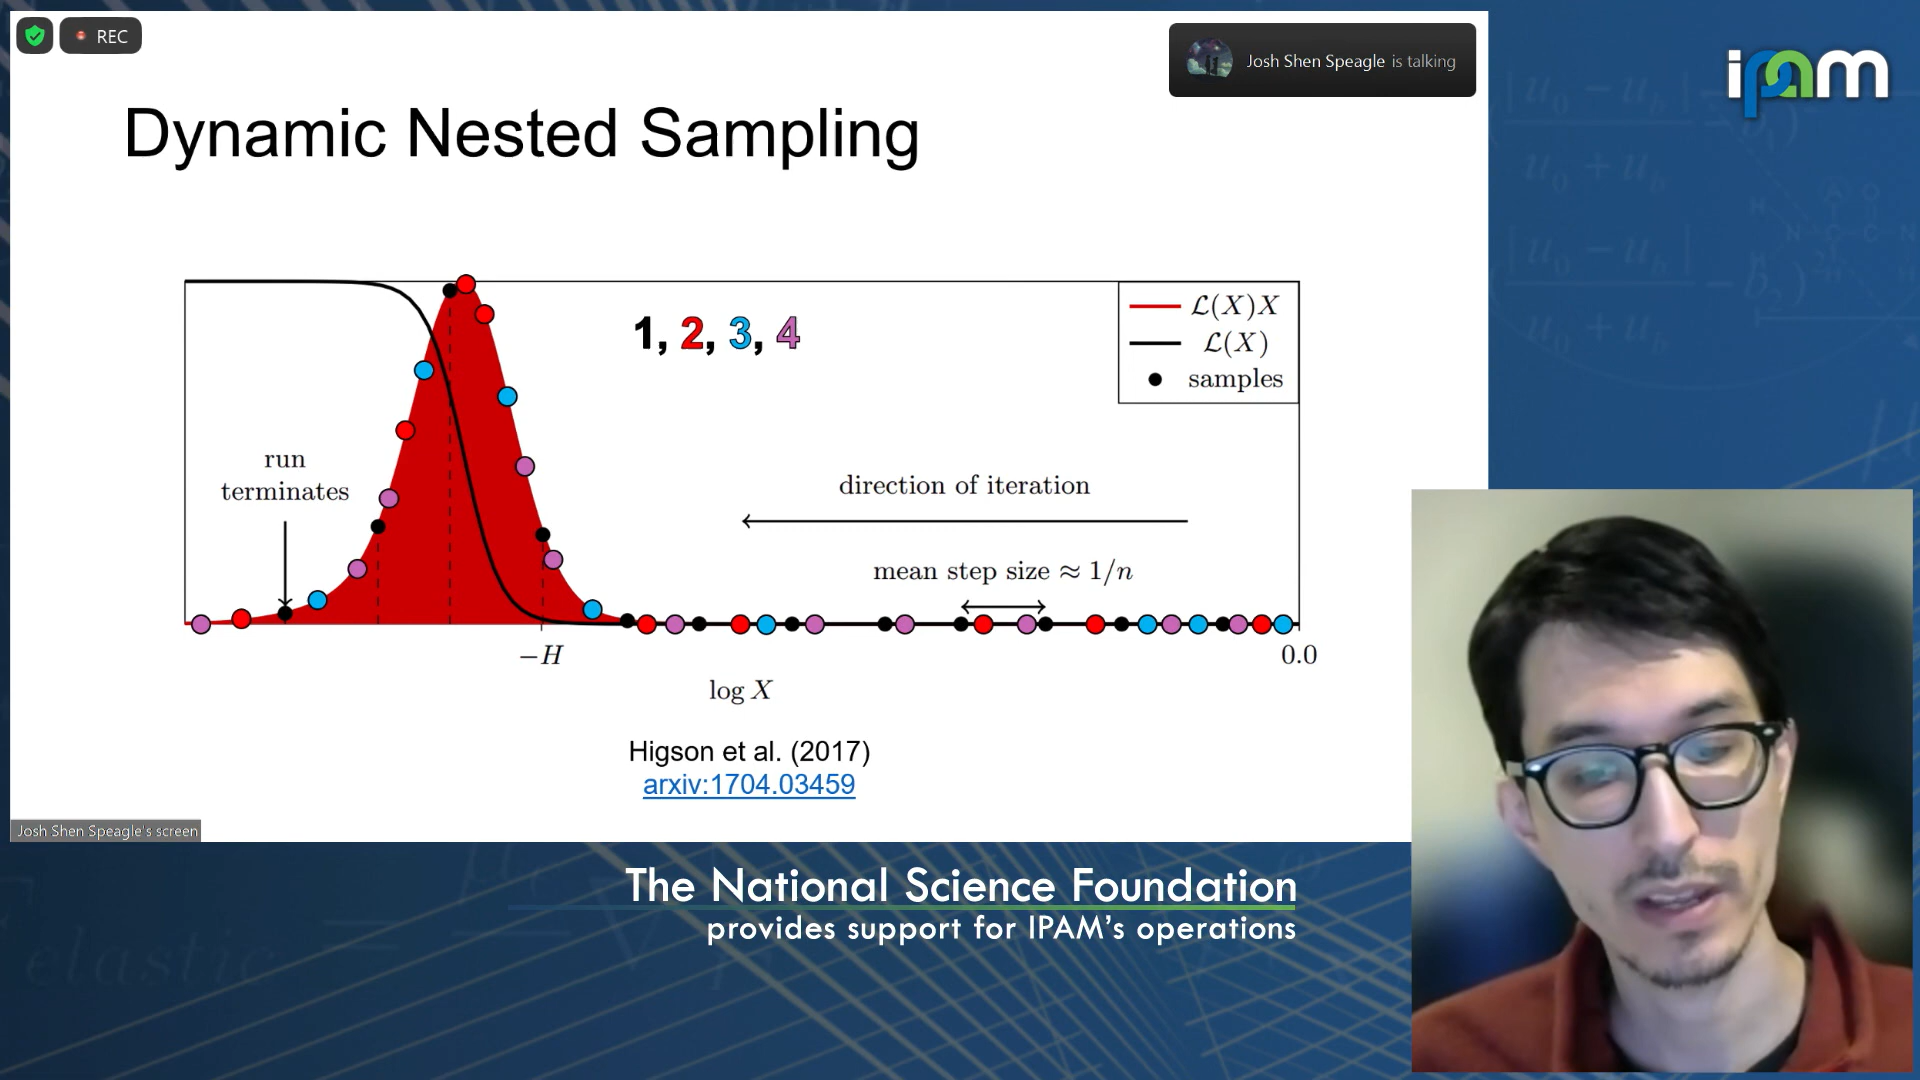 REC
Josh Shen Speagle is talking
ipam
Dynamic Nested Sampling
1, 2, 3, 4
ℒ(X)X
ℒ(X)
samples
run
terminates
direction of iteration
mean step size ≈ 1/n
−H
0.0
log X
Higson et al. (2017)
arxiv:1704.03459
Josh Shen Speagle's screen
The National Science Foundation
provides support for IPAM's operations
elastic